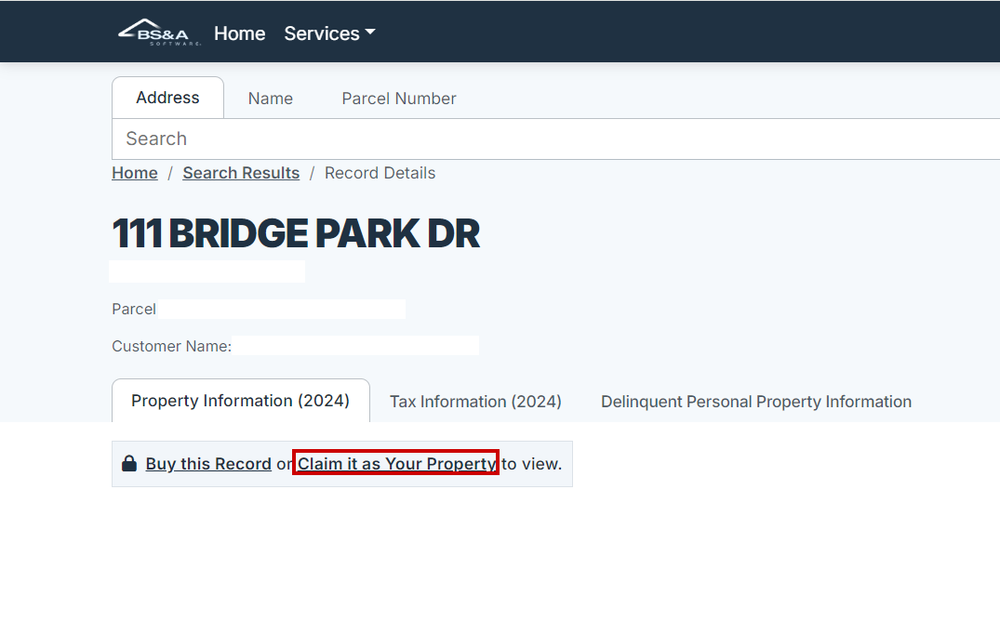 BS&A
SOFTWARE
Home Services
Address Name Parcel Number
Search
Home / Search Results / Record Details
111 BRIDGE PARK DR
Parcel
Customer Name:
Property Information (2024) Tax Information (2024) Delinquent Personal Property Information
Buy this Record or Claim it as Your Property to view.